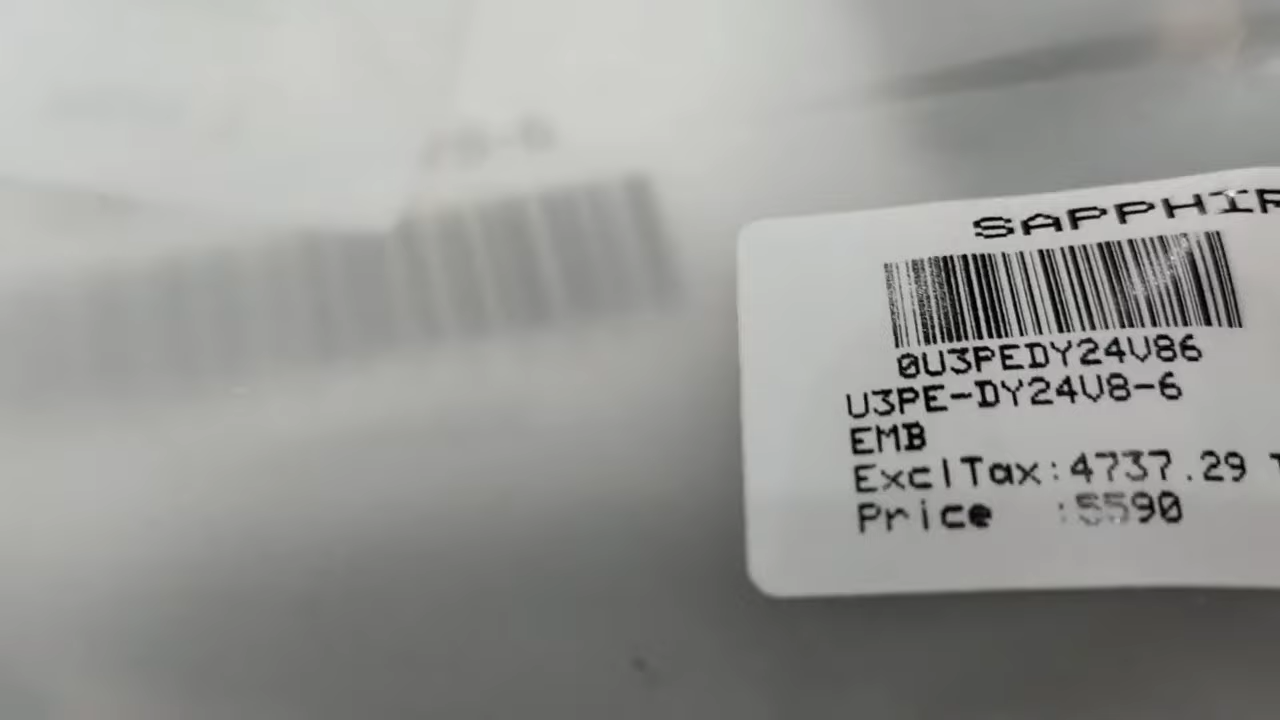 SAPPHIR
0U3PEDY24V86
U3PE-DY24V8-6
EMB
ExclTax:4737.29
Price :5590